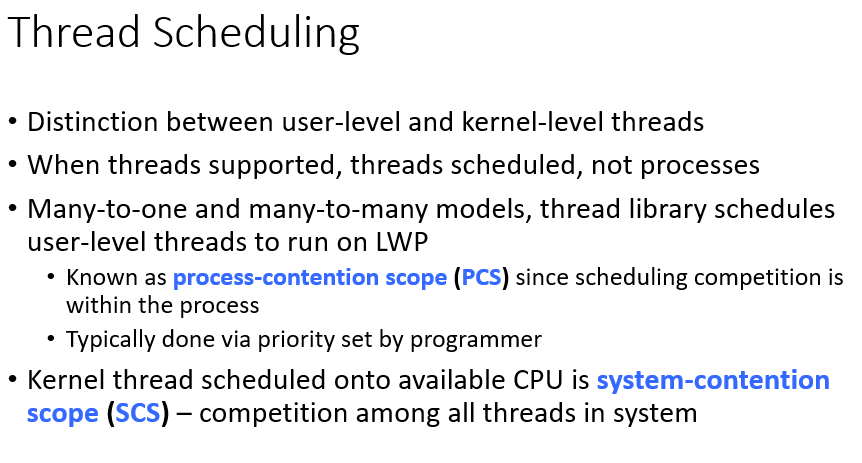 Thread Scheduling
• Distinction between user-level and kernel-level threads
• When threads supported, threads scheduled, not processes
• Many-to-one and many-to-many models, thread library schedules
user-level threads to run on LWP
• Known as process-contention scope (PCS) since scheduling competition is
within the process
• Typically done via priority set by programmer
• Kernel thread scheduled onto available CPU is system-contention
scope (SCS) – competition among all threads in system